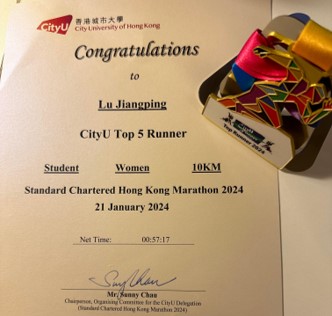 CityU
香港城市大學
City University of Hong Kong
Congratulations
to
Lu Jiangping
CityU Top 5 Runner
Student Women 10KM
Standard Chartered Hong Kong Marathon 2024
21 January 2024
Net Time: 00:57:17
Mr. Sunny Chau
Chairperson, Organising Committee for the CityU Delegation
(Standard Chartered Hong Kong Marathon 2024)
CityU
Top Runner 2024